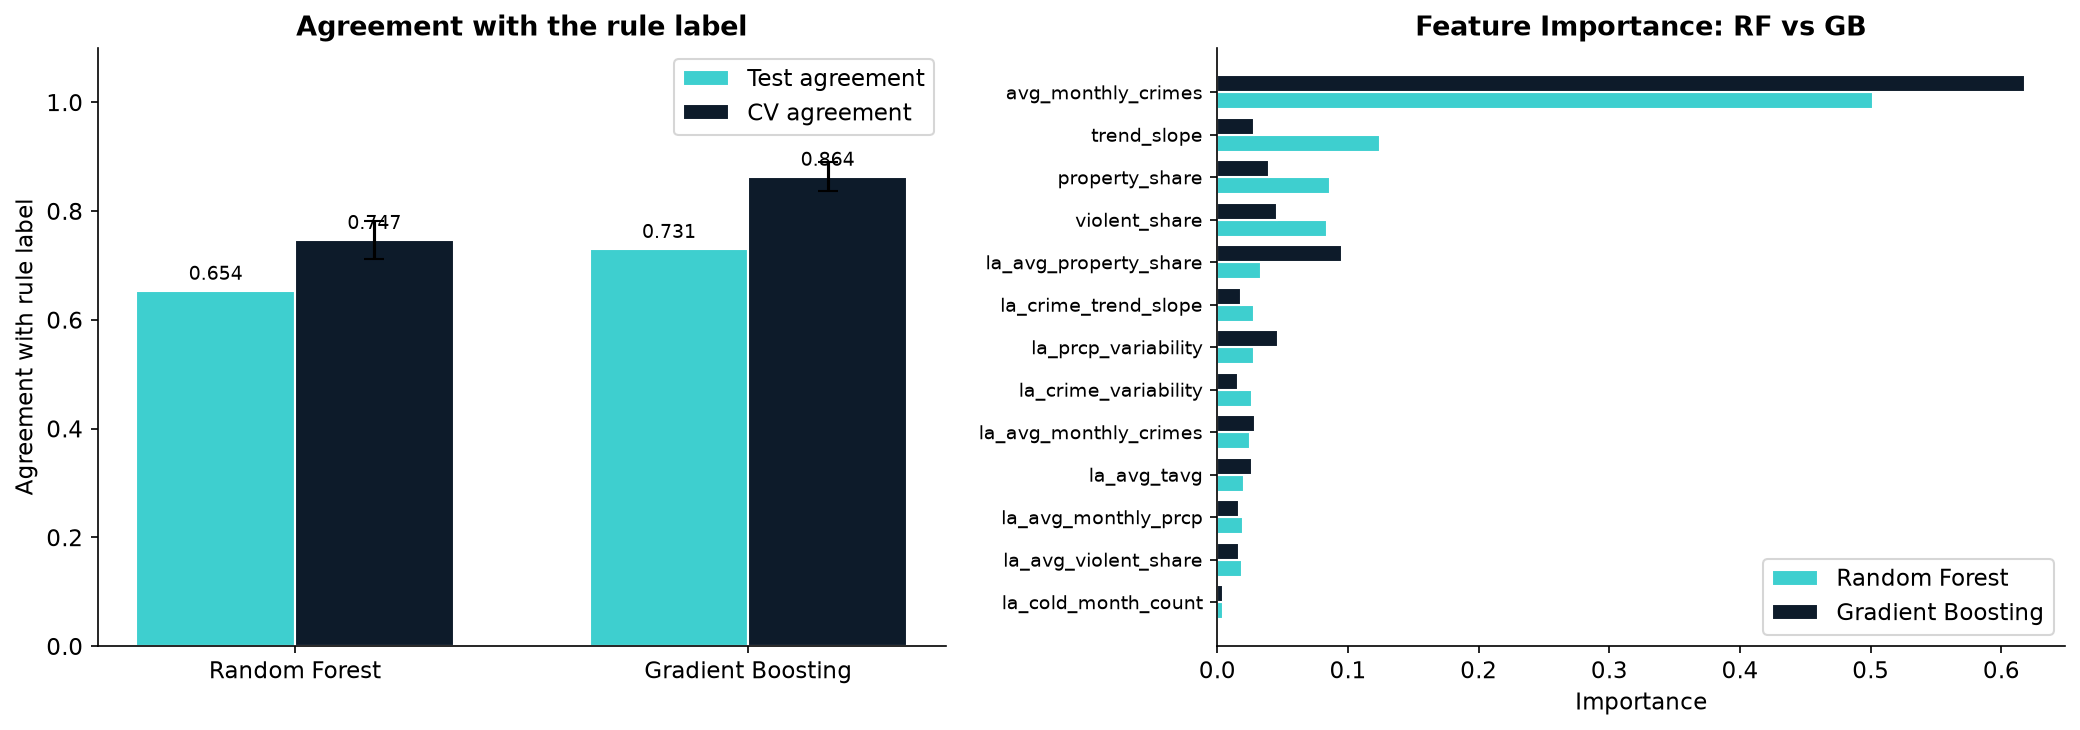 Agreement with the rule label
Test agreement
CV agreement
Agreement with rule label
1.0
0.8
0.6
0.4
0.2
0.0
0.654
0.747
0.731
0.864
Random Forest
Gradient Boosting
Feature Importance: RF vs GB
avg_monthly_crimes
trend_slope
property_share
violent_share
la_avg_property_share
la_crime_trend_slope
la_prcp_variability
la_crime_variability
la_avg_monthly_crimes
la_avg_tavg
la_avg_monthly_prcp
la_avg_violent_share
la_cold_month_count
Random Forest
Gradient Boosting
0.0 0.1 0.2 0.3 0.4 0.5 0.6
Importance